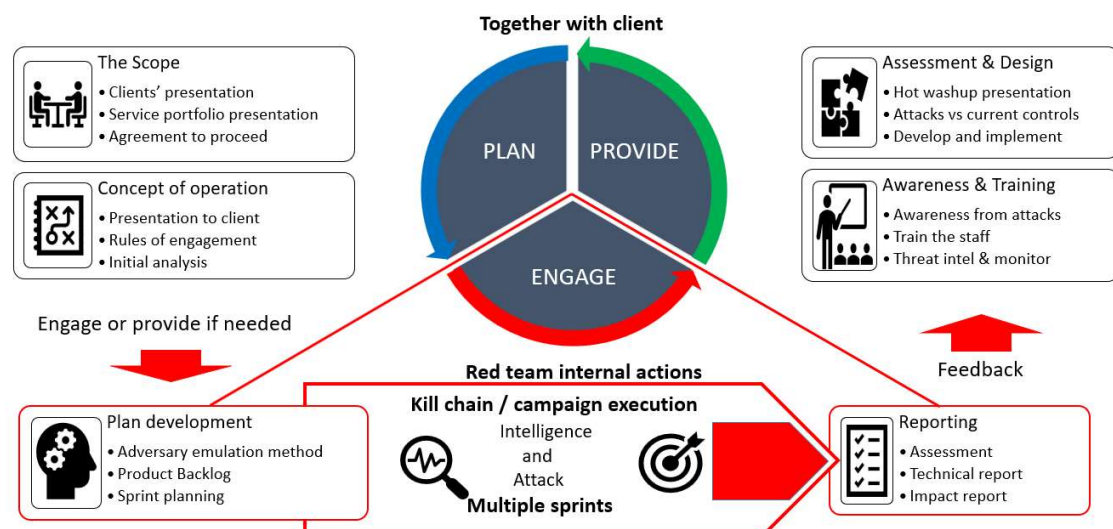 Together with client
The Scope
• Clients' presentation
• Service portfolio presentation
• Agreement to proceed
Concept of operation
• Presentation to client
• Rules of engagement
• Initial analysis
PLAN
PROVIDE
ENGAGE
Assessment & Design
• Hot washup presentation
• Attacks vs current controls
• Develop and implement
Awareness & Training
• Awareness from attacks
• Train the staff
• Threat intel & monitor
Engage or provide if needed
Feedback
Plan development
• Adversary emulation method
• Product Backlog
• Sprint planning
Red team internal actions
Kill chain / campaign execution
Intelligence
and
Attack
Multiple sprints
Reporting
• Assessment
• Technical report
• Impact report